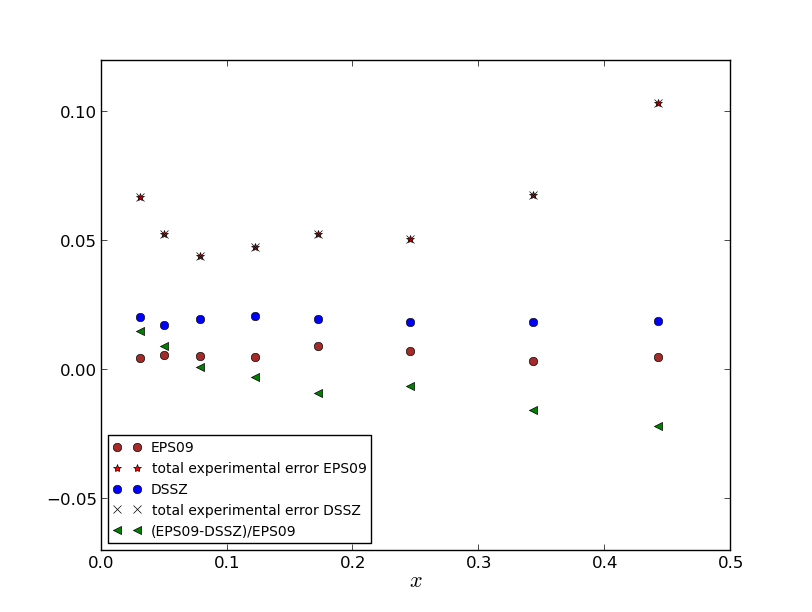 0.10
0.05
0.00
−0.05
EPS09
total experimental error EPS09
DSSZ
total experimental error DSSZ
(EPS09-DSSZ)/EPS09
0.0 0.1 0.2 0.3 0.4 0.5
x